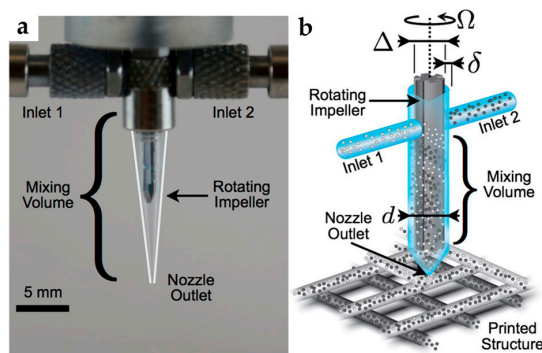 a
Inlet 1
Inlet 2
Mixing
Volume
Rotating
Impeller
Nozzle
Outlet
5 mm
b
Ω
Δ
δ
Rotating
Impeller
Inlet 1
Inlet 2
Mixing
Volume
d
Nozzle
Outlet
Printed
Structure